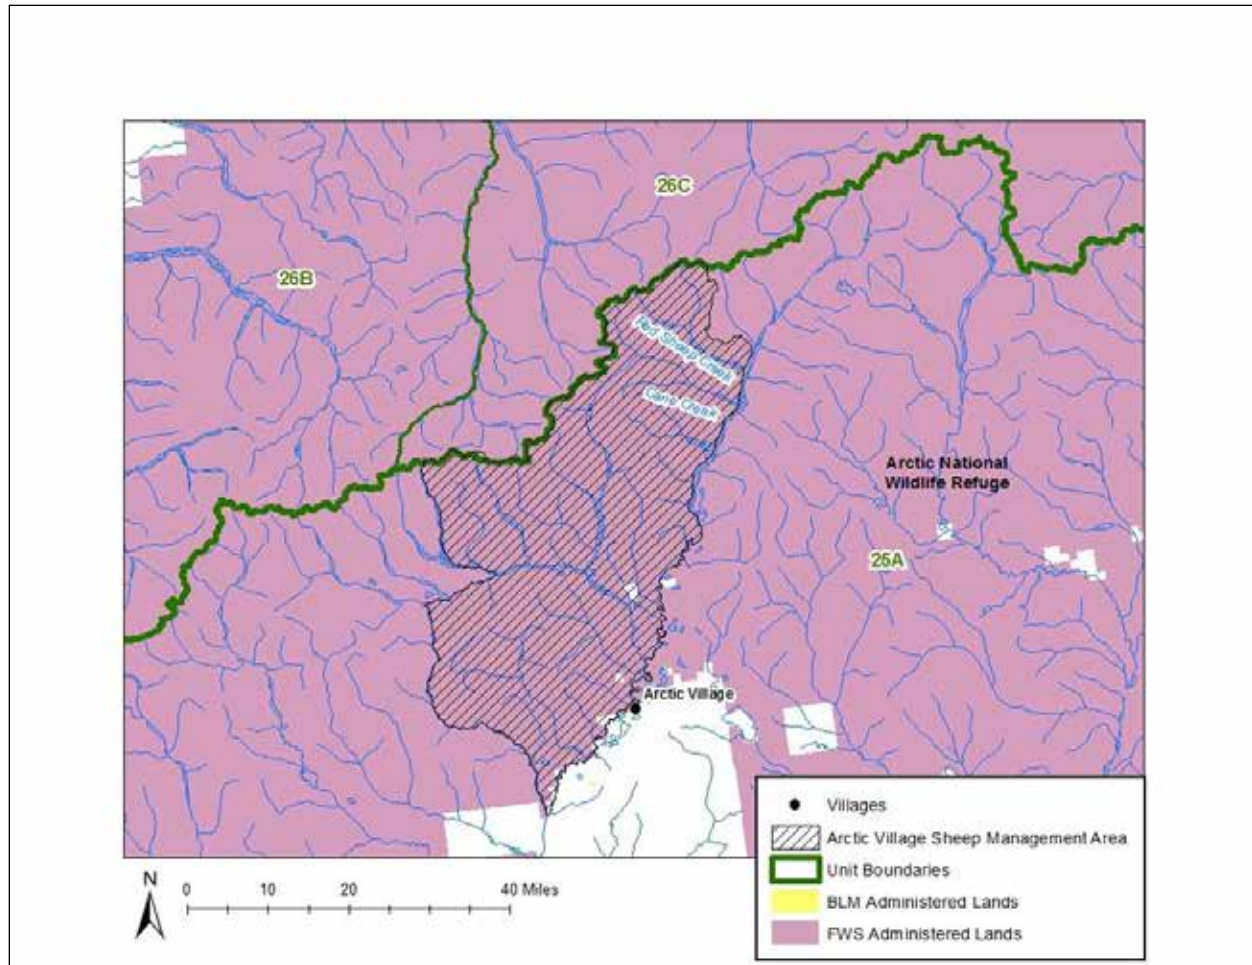 26C
26B
Red Sheep Creek
Cane Creek
Arctic National
Wildlife Refuge
25A
Arctic Village
Villages
Arctic Village Sheep Management Area
Unit Boundaries
BLM Administered Lands
FWS Administered Lands
N
0 10 20 40 Miles